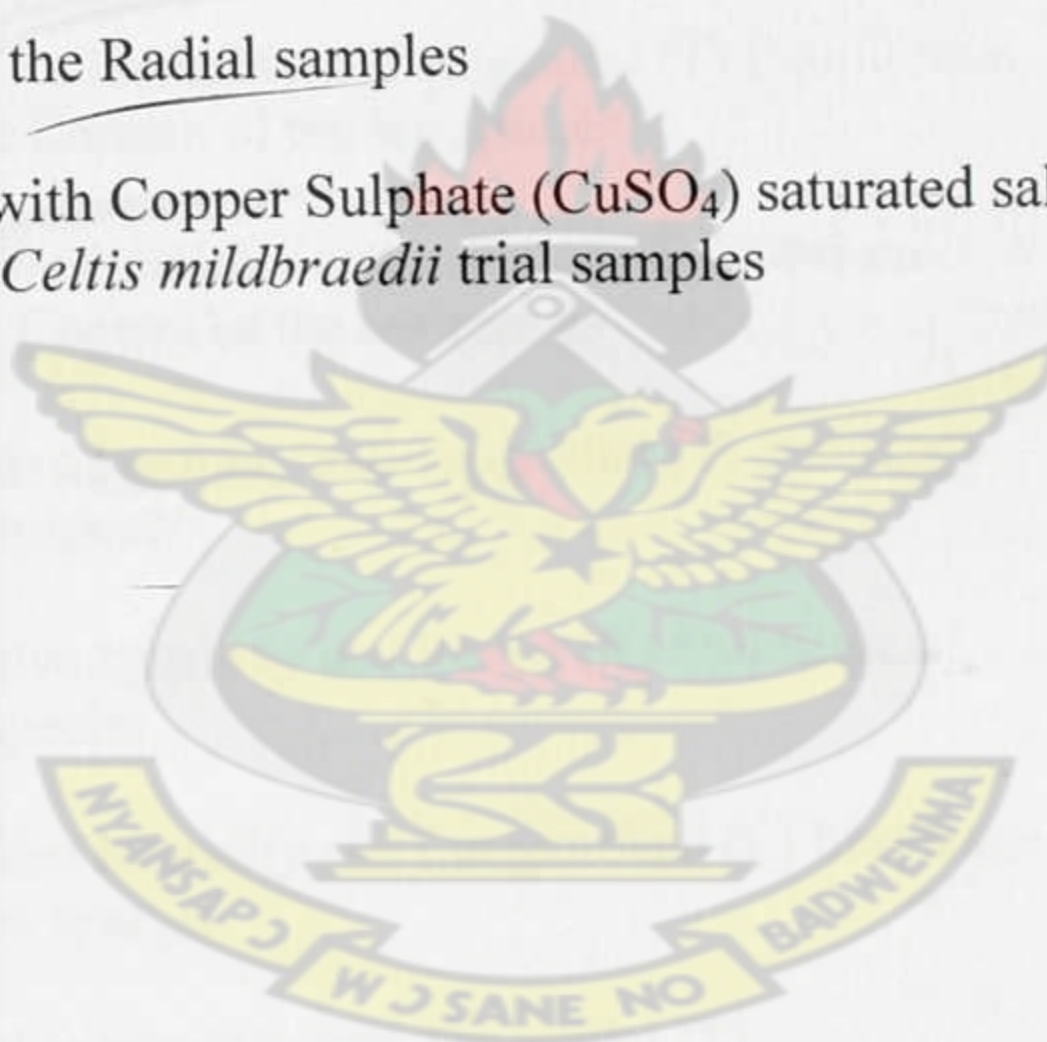 the Radial samples
with Copper Sulphate (CuSO₄) saturated sal
Celtis mildbraedii trial samples
NYANSAPƆ
WƆSANE NO
BADWENMA